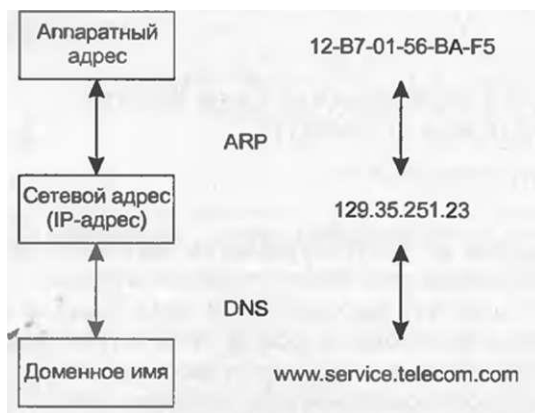 Аппаратный
адрес
12-B7-01-56-BA-F5
ARP
Сетевой адрес
(IP-адрес)
129.35.251.23
DNS
Доменное имя
www.service.telecom.com